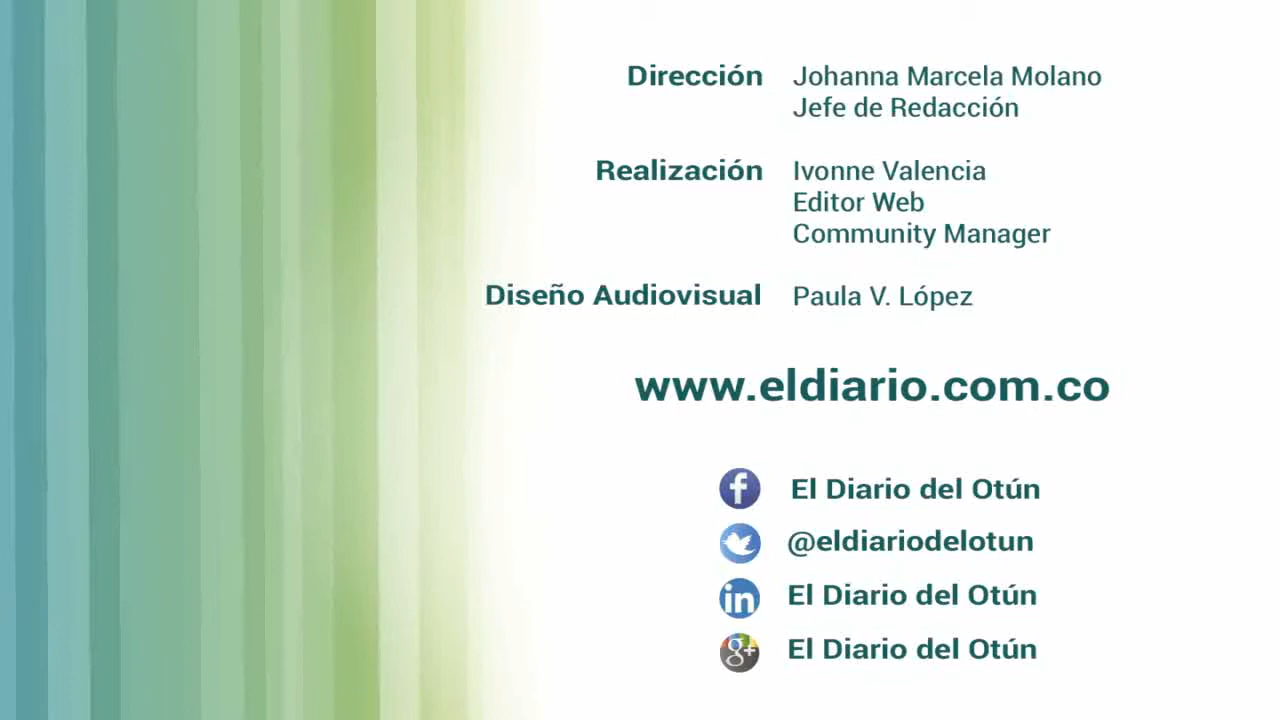 Dirección Johanna Marcela Molano
Jefe de Redacción
Realización Ivonne Valencia
Editor Web
Community Manager
Diseño Audiovisual Paula V. López
www.eldiario.com.co
f El Diario del Otún
@eldiariodelotun
in El Diario del Otún
g+ El Diario del Otún